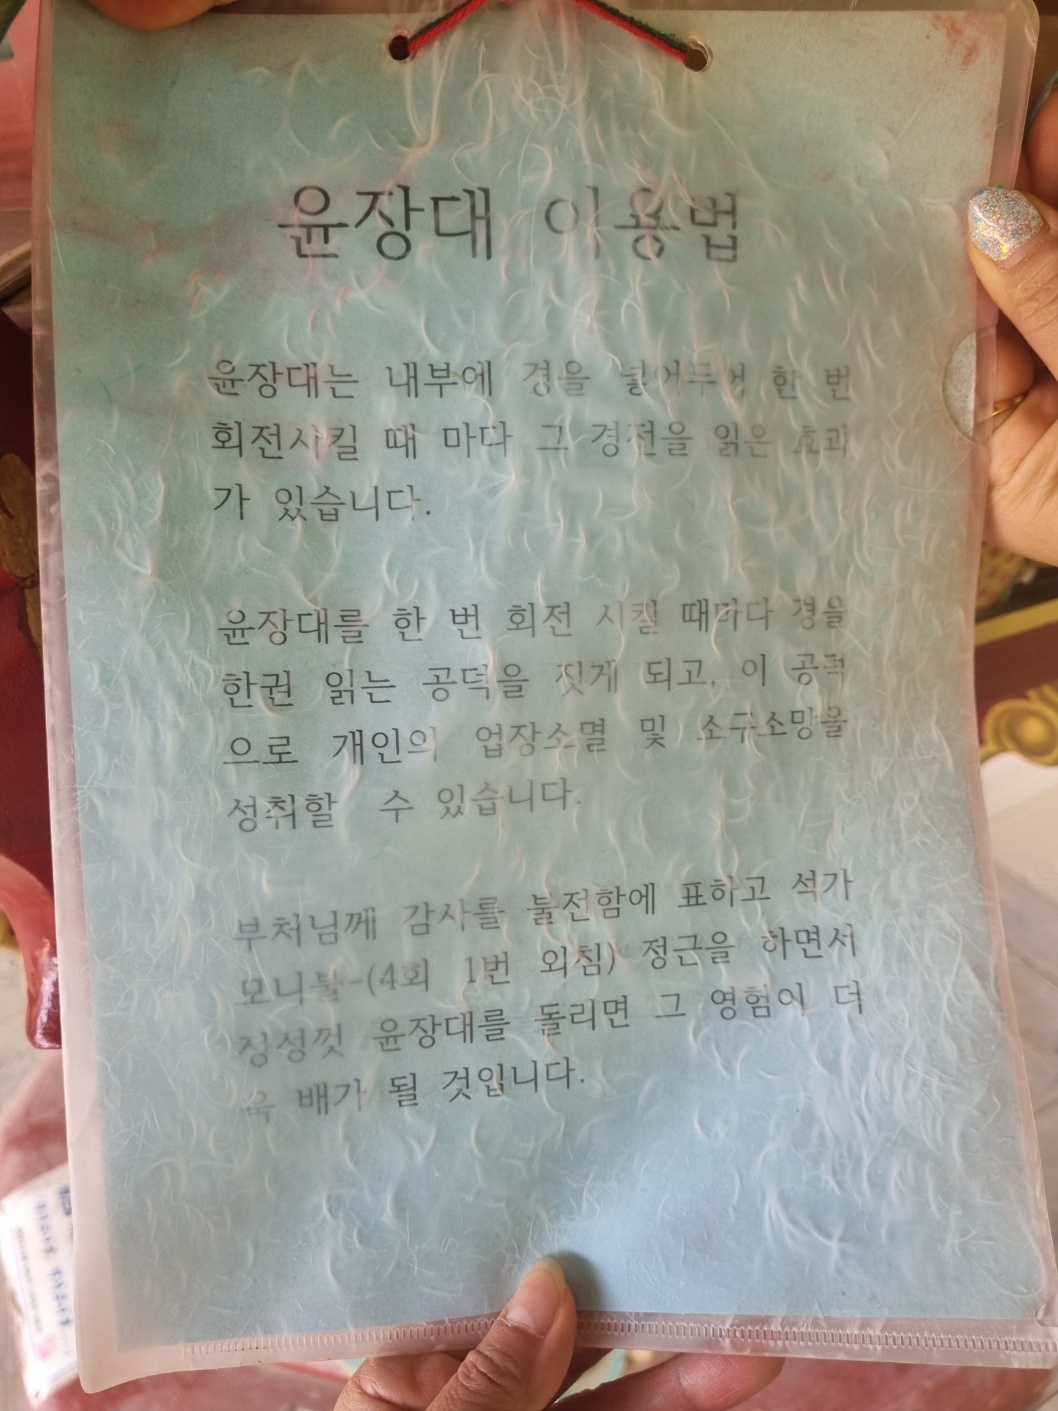 윤장대 이용법
윤장대는 내부에 경을 넣어두어 한 번
회전시킬 때 마다 그 경전을 읽은 효과
가 있습니다.
윤장대를 한 번 회전 시킬 때마다 경을
한권 읽는 공덕을 짓게 되고, 이 공덕
으로 개인의 업장소멸 및 소구소망을
성취할 수 있습니다.
부처님께 감사를 불전함에 표하고 석가
모니불-(4회 1번 외침) 정근을 하면서
정성껏 윤장대를 돌리면 그 영험이 더
욱 배가 될 것입니다.